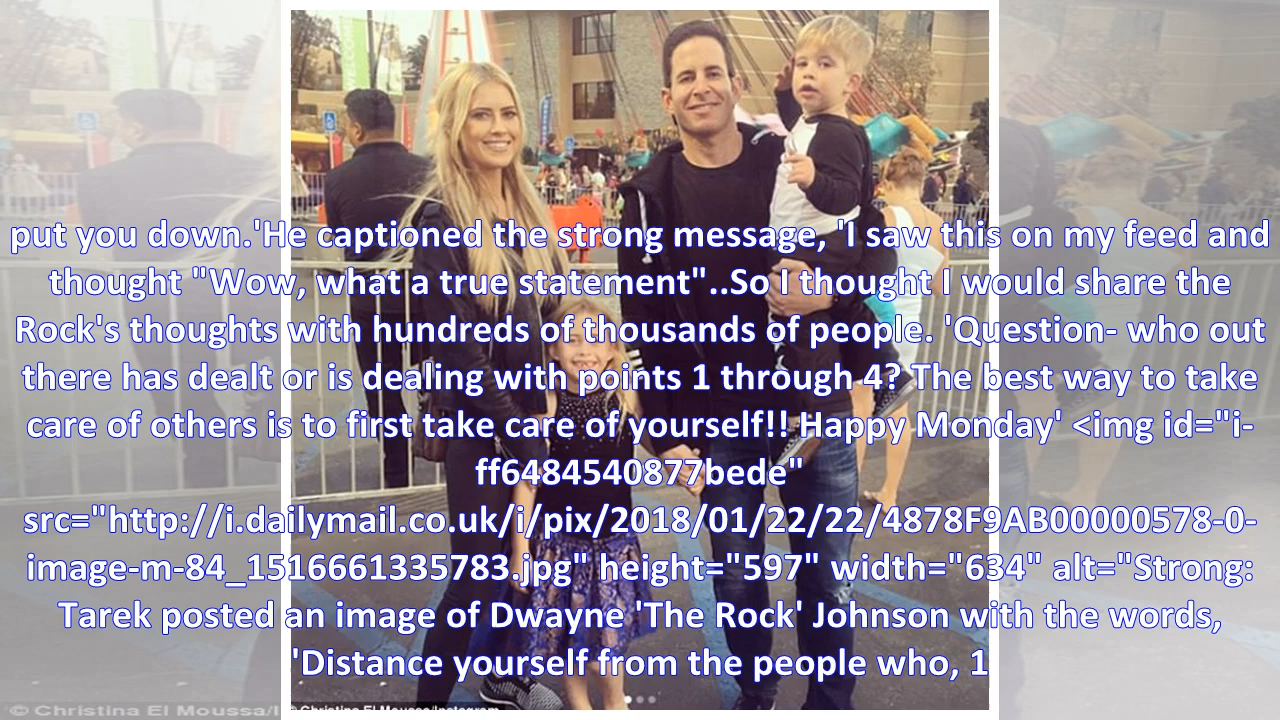 put you down.'He captioned the strong message, 'I saw this on my feed and
thought "Wow, what a true statement"..So I thought I would share the
Rock's thoughts with hundreds of thousands of people. 'Question- who out
there has dealt or is dealing with points 1 through 4? The best way to take
care of others is to first take care of yourself!! Happy Monday' <img id="i-
ff6484540877bede"
src="http://i.dailymail.co.uk/i/pix/2018/01/22/22/4878F9AB00000578-0-
image-m-84_1516661335783.jpg" height="597" width="634" alt="Strong:
Tarek posted an image of Dwayne 'The Rock' Johnson with the words,
'Distance yourself from the people who, 1
© Christina El Moussa/I
© Christina El Moussa/Instagram